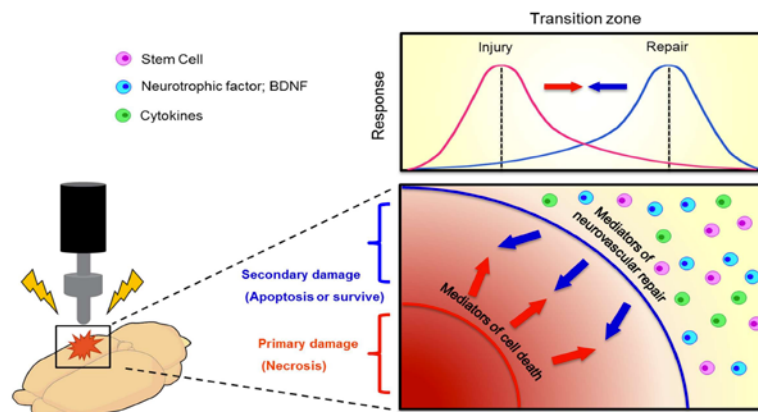 Transition zone
Injury
Repair
Response
Stem Cell
Neurotrophic factor; BDNF
Cytokines
Secondary damage
(Apoptosis or survive)
Primary damage
(Necrosis)
Mediators of
neurovascular repair
Mediators of cell death